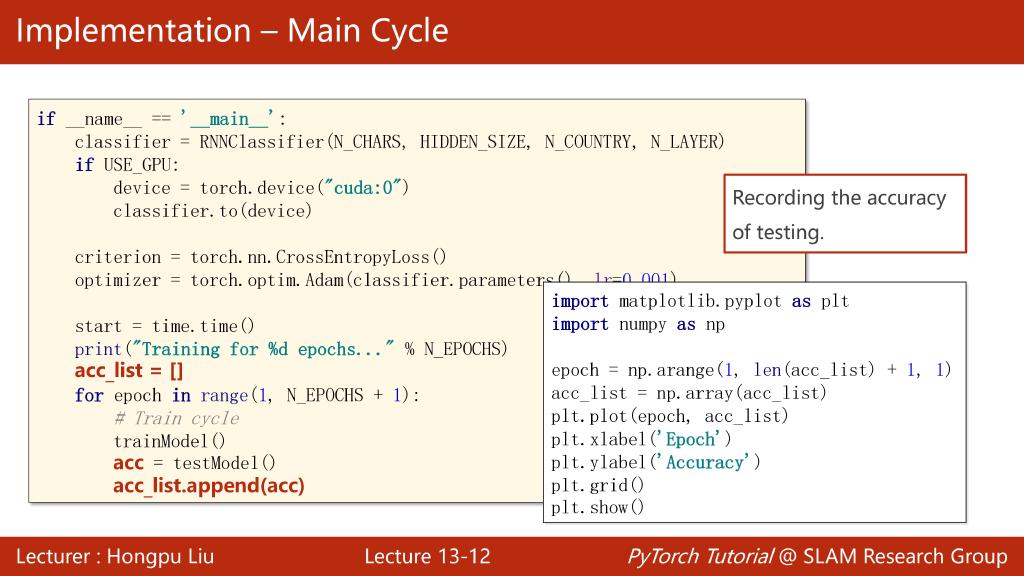 Implementation – Main Cycle
if __name__ == '__main__':
    classifier = RNNClassifier(N_CHARS, HIDDEN_SIZE, N_COUNTRY, N_LAYER)
    if USE_GPU:
        device = torch.device("cuda:0")
        classifier.to(device)
    criterion = torch.nn.CrossEntropyLoss()
    optimizer = torch.optim.Adam(classifier.parameters(), lr=0.001)
    start = time.time()
    print("Training for %d epochs..." % N_EPOCHS)
    acc_list = []
    for epoch in range(1, N_EPOCHS + 1):
        # Train cycle
        trainModel()
        acc = testModel()
        acc_list.append(acc)
Recording the accuracy
of testing.
import matplotlib.pyplot as plt
import numpy as np
epoch = np.arange(1, len(acc_list) + 1, 1)
acc_list = np.array(acc_list)
plt.plot(epoch, acc_list)
plt.xlabel('Epoch')
plt.ylabel('Accuracy')
plt.grid()
plt.show()
Lecturer : Hongpu Liu
Lecture 13-12
PyTorch Tutorial @ SLAM Research Group